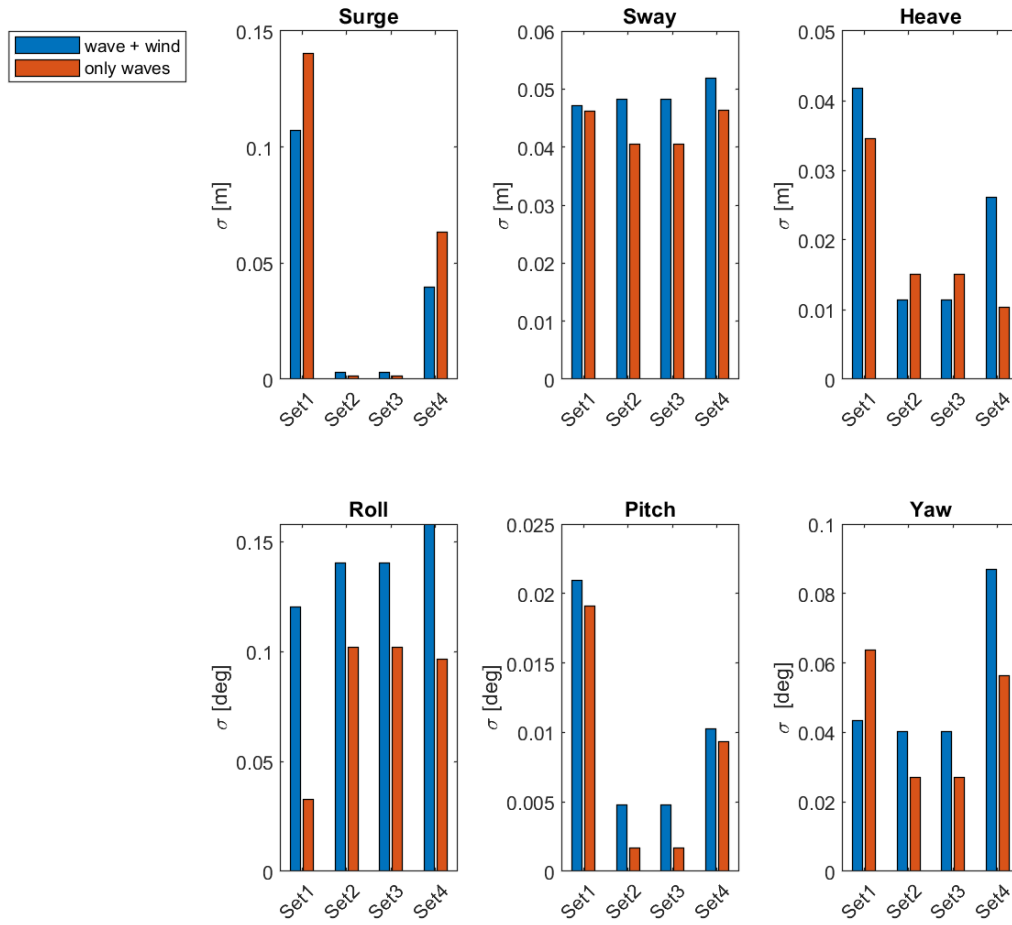 wave + wind
only waves
Surge
0.15
0.1
0.05
0
σ [m]
Set1 Set2 Set3 Set4
Sway
0.06
0.05
0.04
0.03
0.02
0.01
0
σ [m]
Set1 Set2 Set3 Set4
Heave
0.05
0.04
0.03
0.02
0.01
0
σ [m]
Set1 Set2 Set3 Set4
Roll
0.15
0.1
0.05
0
σ [deg]
Set1 Set2 Set3 Set4
Pitch
0.025
0.02
0.015
0.01
0.005
0
σ [deg]
Set1 Set2 Set3 Set4
Yaw
0.1
0.08
0.06
0.04
0.02
0
σ [deg]
Set1 Set2 Set3 Set4